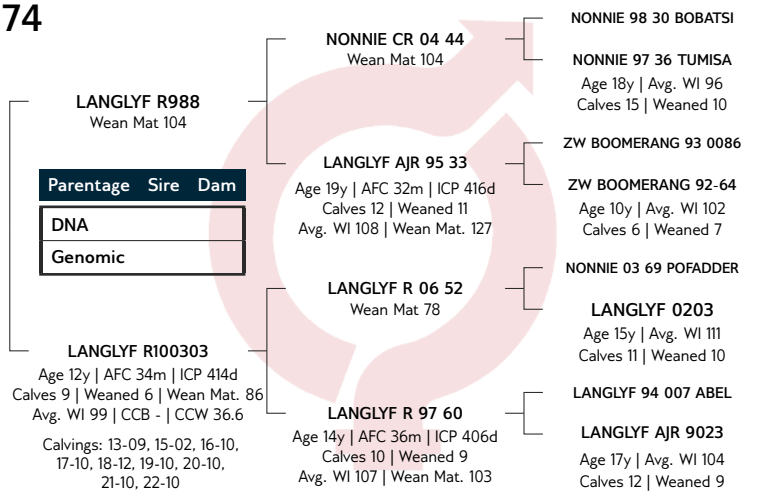 74
LANGLYF R988
Wean Mat 104
Parentage Sire Dam
DNA
Genomic
LANGLYF R100303
Age 12y | AFC 34m | ICP 414d
Calves 9 | Weaned 6 | Wean Mat. 86
Avg. WI 99 | CCB - | CCW 36.6
Calvings: 13-09, 15-02, 16-10,
17-10, 18-12, 19-10, 20-10,
21-10, 22-10
NONNIE CR 04 44
Wean Mat 104
LANGLYF AJR 95 33
Age 19y | AFC 32m | ICP 416d
Calves 12 | Weaned 11
Avg. WI 108 | Wean Mat. 127
LANGLYF R 06 52
Wean Mat 78
LANGLYF R 97 60
Age 14y | AFC 36m | ICP 406d
Calves 10 | Weaned 9
Avg. WI 107 | Wean Mat. 103
NONNIE 98 30 BOBATSI
NONNIE 97 36 TUMISA
Age 18y | Avg. WI 96
Calves 15 | Weaned 10
ZW BOOMERANG 93 0086
ZW BOOMERANG 92-64
Age 10y | Avg. WI 102
Calves 6 | Weaned 7
NONNIE 03 69 POFADDER
LANGLYF 0203
Age 15y | Avg. WI 111
Calves 11 | Weaned 10
LANGLYF 94 007 ABEL
LANGLYF AJR 9023
Age 17y | Avg. WI 104
Calves 12 | Weaned 9